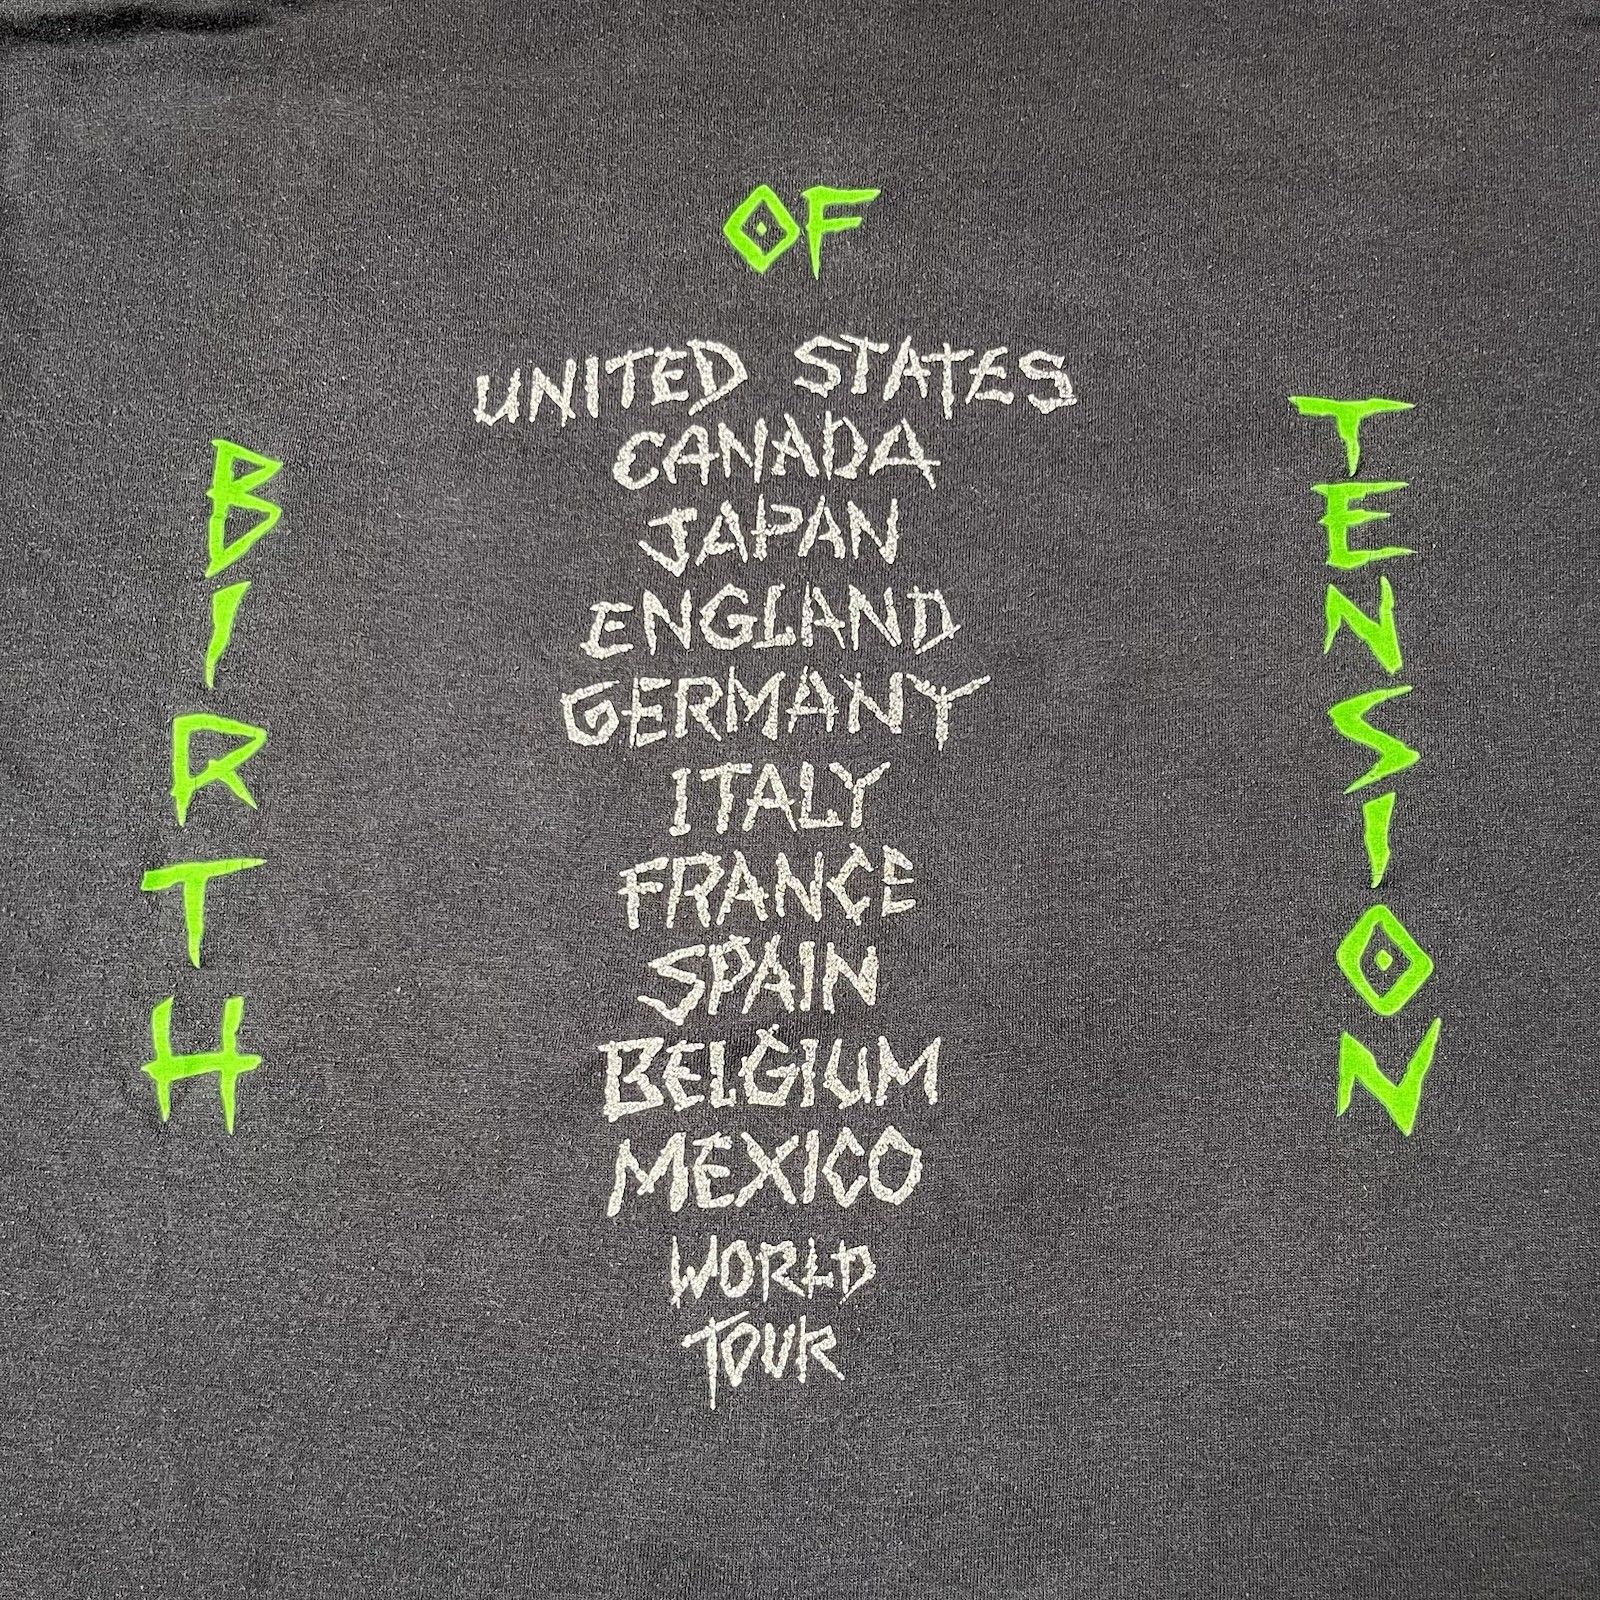 BIRTH
OF
TENSION
UNITED STATES
CANADA
JAPAN
ENGLAND
GERMANY
ITALY
FRANCE
SPAIN
BELGIUM
MEXICO
WORLD
TOUR